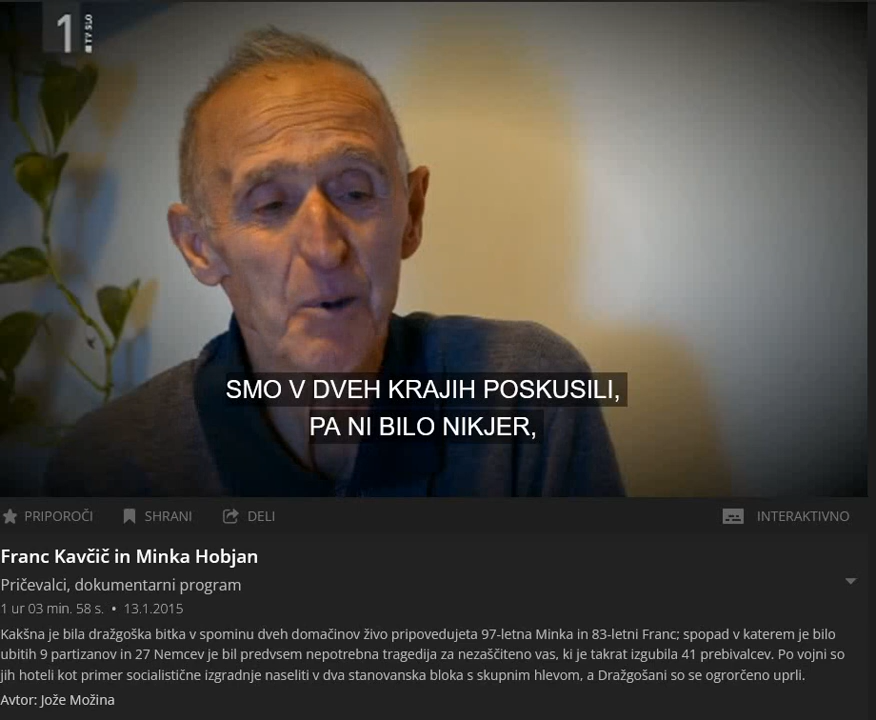 1 TV SLO
SMO V DVEH KRAJIH POSKUSILI,
PA NI BILO NIKJER,
PRIPOROČI SHRANI DELI INTERAKTIVNO
Franc Kavčič in Minka Hobjan
Pričevalci, dokumentarni program
1 ur 03 min. 58 s. • 13.1.2015
Kakšna je bila dražgoška bitka v spominu dveh domačinov živo pripovedujeta 97-letna Minka in 83-letni Franc; spopad v katerem je bilo
ubitih 9 partizanov in 27 Nemcev je bil predvsem nepotrebna tragedija za nezaščiteno vas, ki je takrat izgubila 41 prebivalcev. Po vojni so
jih hoteli kot primer socialistične izgradnje naseliti v dva stanovanska bloka s skupnim hlevom, a Dražgošani so se ogrorčeno uprli.
Avtor: Jože Možina